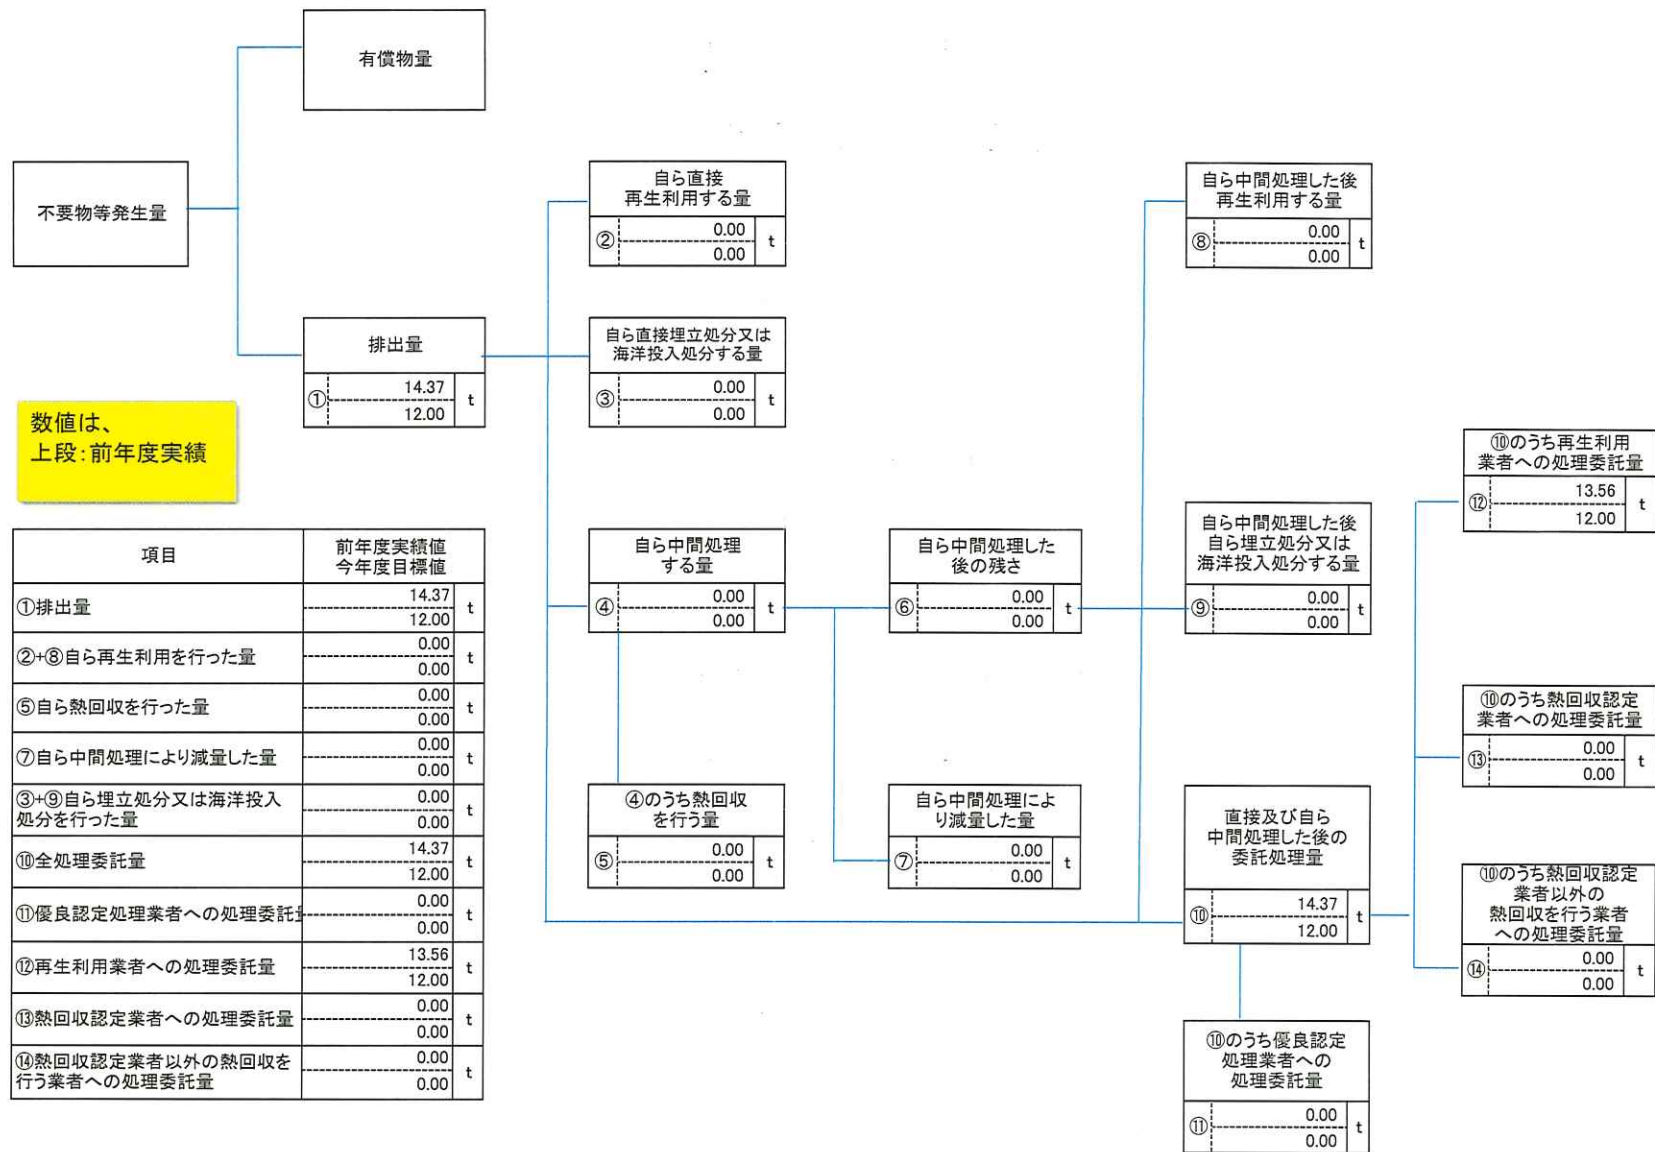 有償物量
不要物等発生量
自ら直接
再生利用する量
② 0.00 t
0.00
自ら中間処理した後
再生利用する量
⑧ 0.00 t
0.00
排出量
① 14.37 t
12.00
自ら直接埋立処分又は
海洋投入処分する量
③ 0.00 t
0.00
数値は、
上段:前年度実績
⑩のうち再生利用
業者への処理委託量
⑫ 13.56 t
12.00
自ら中間処理
する量
④ 0.00 t
0.00
自ら中間処理した
後の残さ
⑥ 0.00 t
0.00
自ら中間処理した後
自ら埋立処分又は
海洋投入処分する量
⑨ 0.00 t
0.00
⑩のうち熱回収認定
業者への処理委託量
⑬ 0.00 t
0.00
④のうち熱回収
を行う量
⑤ 0.00 t
0.00
自ら中間処理によ
り減量した量
⑦ 0.00 t
0.00
直接及び自ら
中間処理した後の
委託処理量
⑩ 14.37 t
12.00
⑩のうち熱回収認定
業者以外の
熱回収を行う業者
への処理委託量
⑭ 0.00 t
0.00
⑩のうち優良認定
処理業者への
処理委託量
⑪ 0.00 t
0.00
項目 前年度実績値
今年度目標値
①排出量 14.37 t
12.00
②+⑧自ら再生利用を行った量 0.00 t
0.00
⑤自ら熱回収を行った量 0.00 t
0.00
⑦自ら中間処理により減量した量 0.00 t
0.00
③+⑨自ら埋立処分又は海洋投入
処分を行った量 0.00 t
0.00
⑩全処理委託量 14.37 t
12.00
⑪優良認定処理業者への処理委託 0.00 t
0.00
⑫再生利用業者への処理委託量 13.56 t
12.00
⑬熱回収認定業者への処理委託量 0.00 t
0.00
⑭熱回収認定業者以外の熱回収を
行う業者への処理委託量 0.00 t
0.00